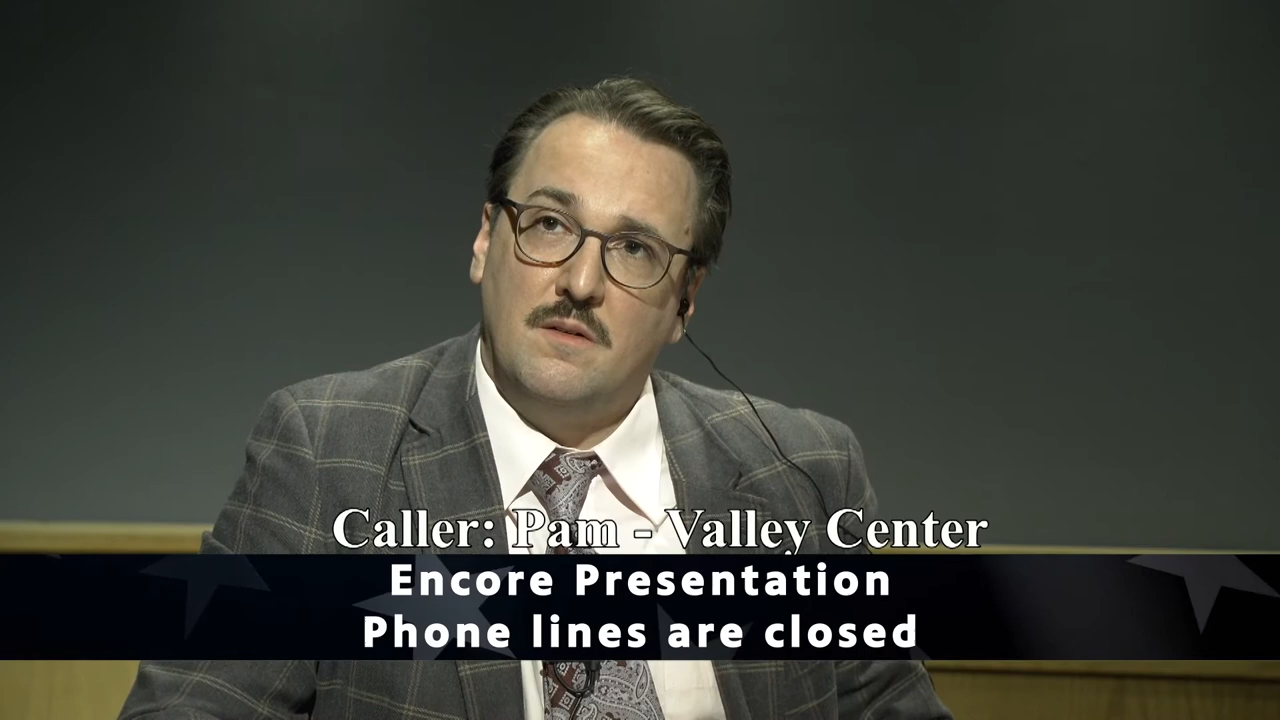 Caller: Pam - Valley Center
Encore Presentation
Phone lines are closed